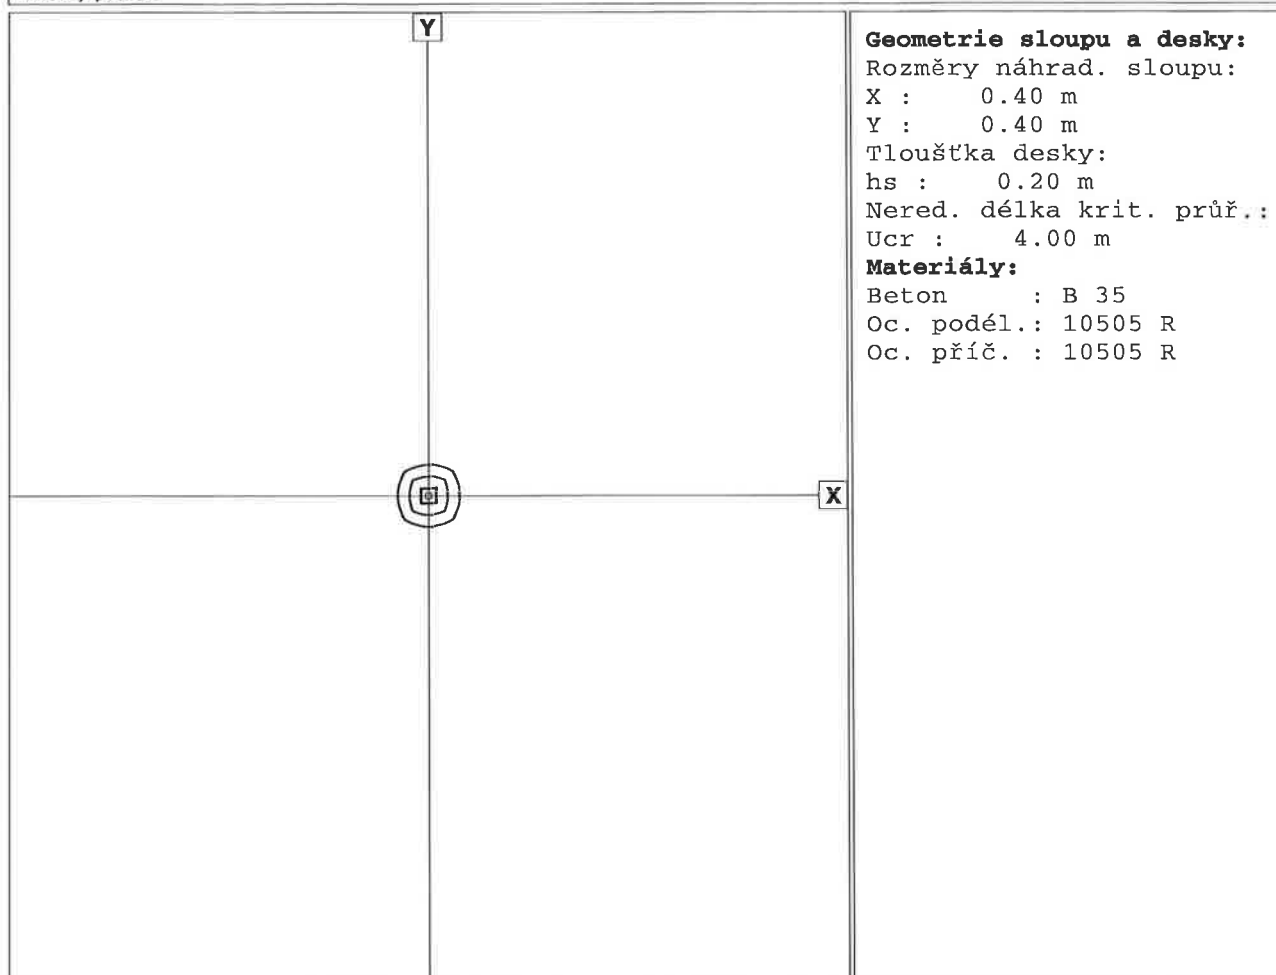 Y
X
Geometrie sloupu a desky:
Rozměry náhrad. sloupu:
X :    0.40 m
Y :    0.40 m
Tloušťka desky:
hs :    0.20 m
Nered. délka krit. průř.:
Ucr :    4.00 m
Materiály:
Beton     : B 35
Oc. podél.: 10505 R
Oc. příč. : 10505 R